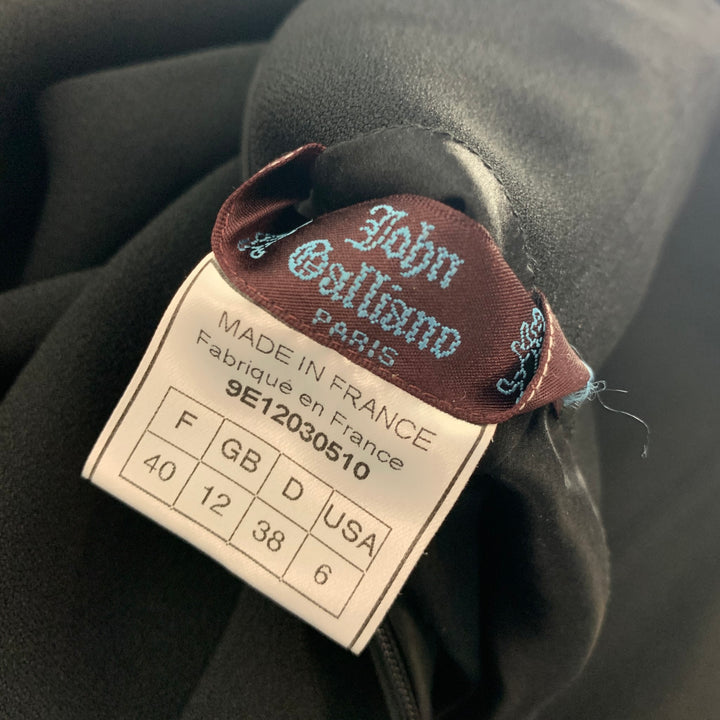 John
Galliano
PARIS
MADE IN FRANCE
Fabriqué en France
9E12030510
F GB D USA
40 12 38 6